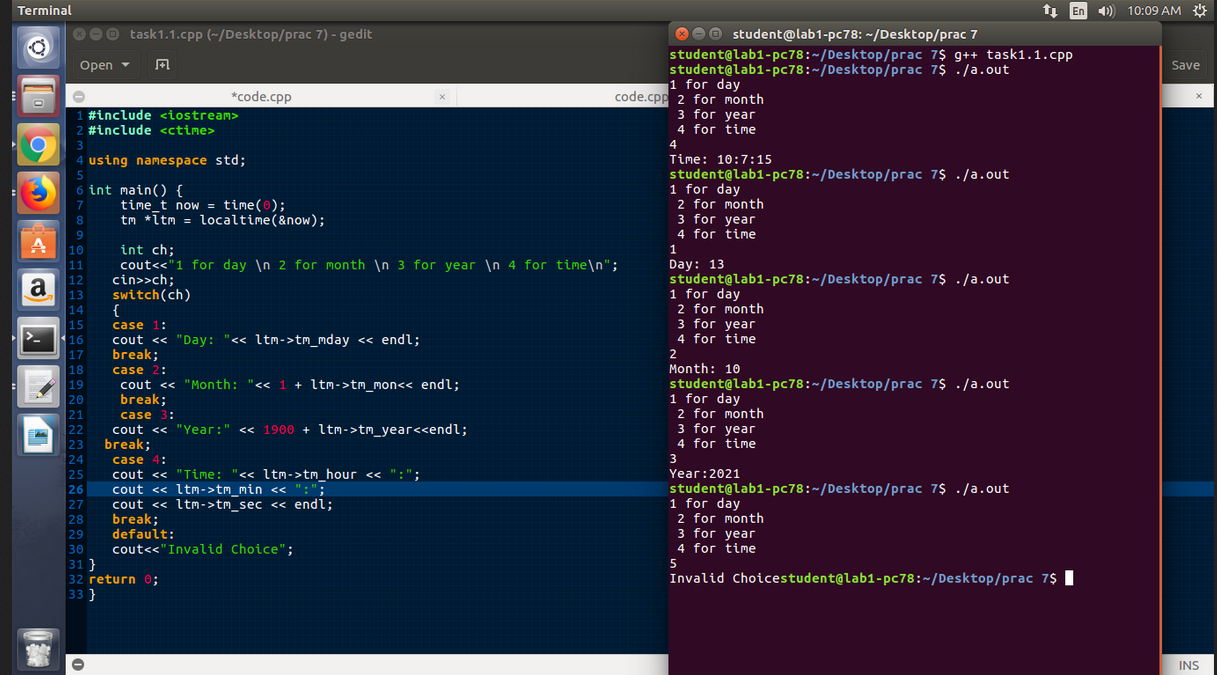 Terminal
En
10:09 AM
task1.1.cpp (~/Desktop/prac 7) - gedit
Open
Save
*code.cpp
×
code.cpp
×
1 #include <iostream>
2 #include <ctime>
3
4 using namespace std;
5
6 int main() {
7     time_t now = time(0);
8     tm *ltm = localtime(&now);
9
10     int ch;
11     cout<<"1 for day \n 2 for month \n 3 for year \n 4 for time\n";
12    cin>>ch;
13    switch(ch)
14    {
15    case 1:
16    cout << "Day: "<< ltm->tm_mday << endl;
17    break;
18    case 2:
19     cout << "Month: "<< 1 + ltm->tm_mon<< endl;
20     break;
21     case 3:
22    cout << "Year:" << 1900 + ltm->tm_year<<endl;
23   break;
24    case 4:
25    cout << "Time: "<< ltm->tm_hour << ":";
26    cout << ltm->tm_min << ":";
27    cout << ltm->tm_sec << endl;
28    break;
29    default:
30    cout<<"Invalid Choice";
31 }
32 return 0;
33 }
INS
student@lab1-pc78: ~/Desktop/prac 7
student@lab1-pc78:~/Desktop/prac 7$ g++ task1.1.cpp
student@lab1-pc78:~/Desktop/prac 7$ ./a.out
1 for day
 2 for month
 3 for year
 4 for time
4
Time: 10:7:15
student@lab1-pc78:~/Desktop/prac 7$ ./a.out
1 for day
 2 for month
 3 for year
 4 for time
1
Day: 13
student@lab1-pc78:~/Desktop/prac 7$ ./a.out
1 for day
 2 for month
 3 for year
 4 for time
2
Month: 10
student@lab1-pc78:~/Desktop/prac 7$ ./a.out
1 for day
 2 for month
 3 for year
 4 for time
3
Year:2021
student@lab1-pc78:~/Desktop/prac 7$ ./a.out
1 for day
 2 for month
 3 for year
 4 for time
5
Invalid Choicestudent@lab1-pc78:~/Desktop/prac 7$